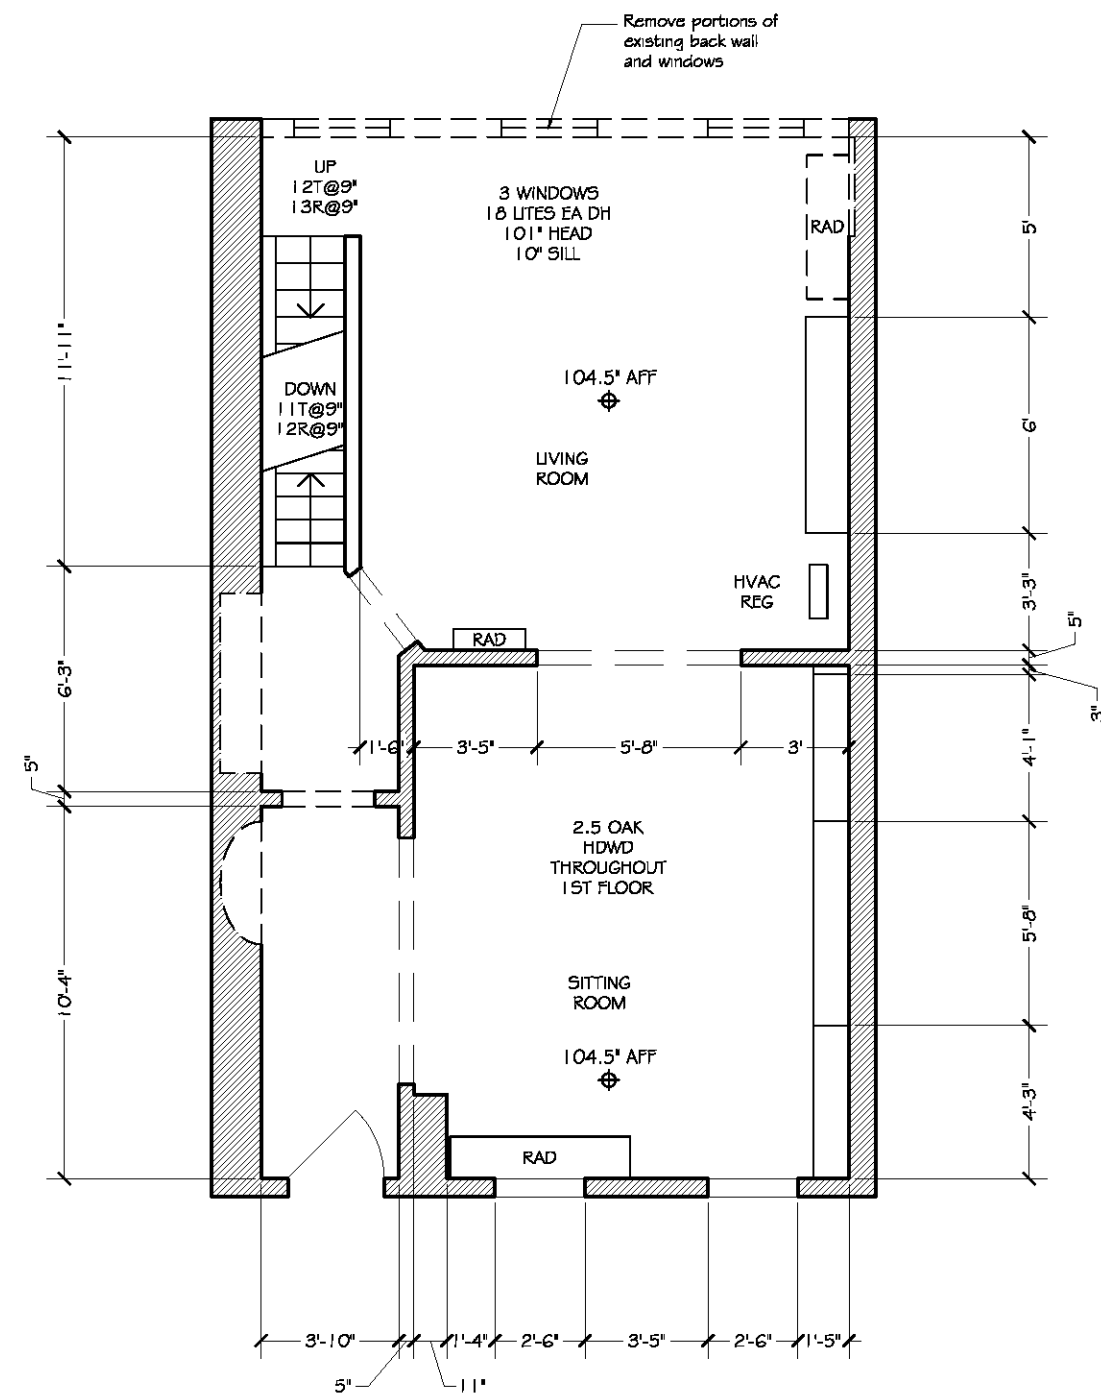 Remove portions of
existing back wall
and windows
UP
12T@9"
13R@9"
3 WINDOWS
18 LITES EA DH
101" HEAD
10" SILL
RAD
5'
11'-11"
DOWN
11T@9"
12R@9"
104.5" AFF
6'
LIVING
ROOM
HVAC
REG
3'-3"
5"
RAD
6'-3"
3"
1'-6"
3'-5"
5'-8"
3'
4'-1"
5"
2.5 OAK
HDWD
THROUGHOUT
1ST FLOOR
5'-8"
10'-4"
SITTING
ROOM
104.5" AFF
4'-3"
RAD
3'-10"
1'-4"
2'-6"
3'-5"
2'-6"
1'-5"
5"
11"